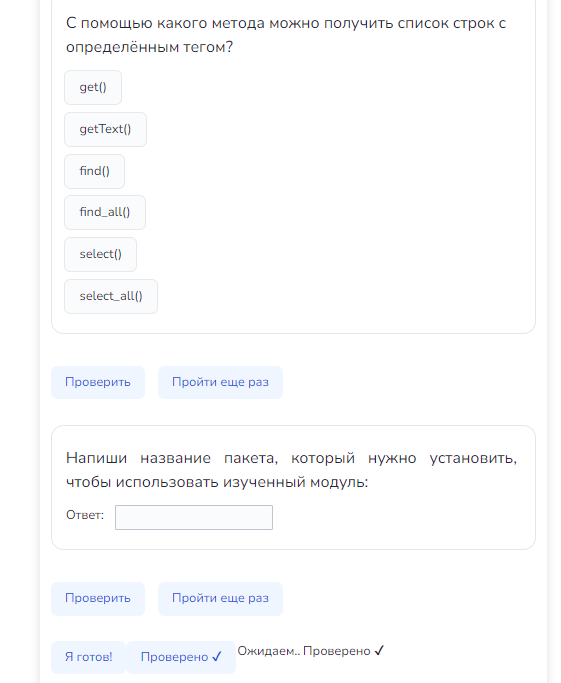 С помощью какого метода можно получить список строк с
определённым тегом?
get()
getText()
find()
find_all()
select()
select_all()
Проверить Пройти еще раз
Напиши название пакета, который нужно установить,
чтобы использовать изученный модуль:
Ответ:
Проверить Пройти еще раз
Я готов! Проверено ✓ Ожидаем.. Проверено ✓